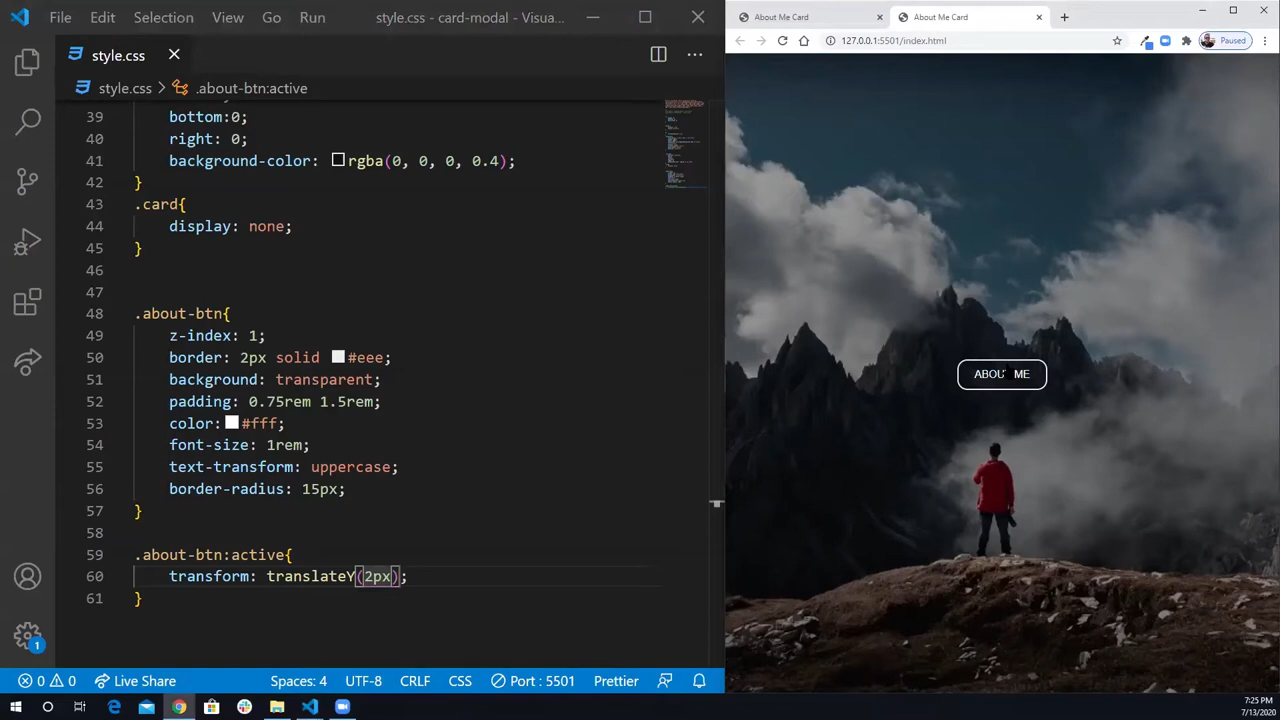 File Edit Selection View Go Run style.css - card-modal - Visua...
style.css
style.css > .about-btn:active
39 bottom:0;
40 right: 0;
41 background-color: rgba(0, 0, 0, 0.4);
42 }
43 .card{
44 display: none;
45 }
46
47
48 .about-btn{
49 z-index: 1;
50 border: 2px solid #eee;
51 background: transparent;
52 padding: 0.75rem 1.5rem;
53 color: #fff;
54 font-size: 1rem;
55 text-transform: uppercase;
56 border-radius: 15px;
57 }
58
59 .about-btn:active{
60 transform: translateY(2px);
61 }
1
0 0 Live Share Spaces: 4 UTF-8 CRLF CSS Port : 5501 Prettier
About Me Card About Me Card
127.0.0.1:5501/index.html Paused
ABOUT ME
7:25 PM
7/13/2020